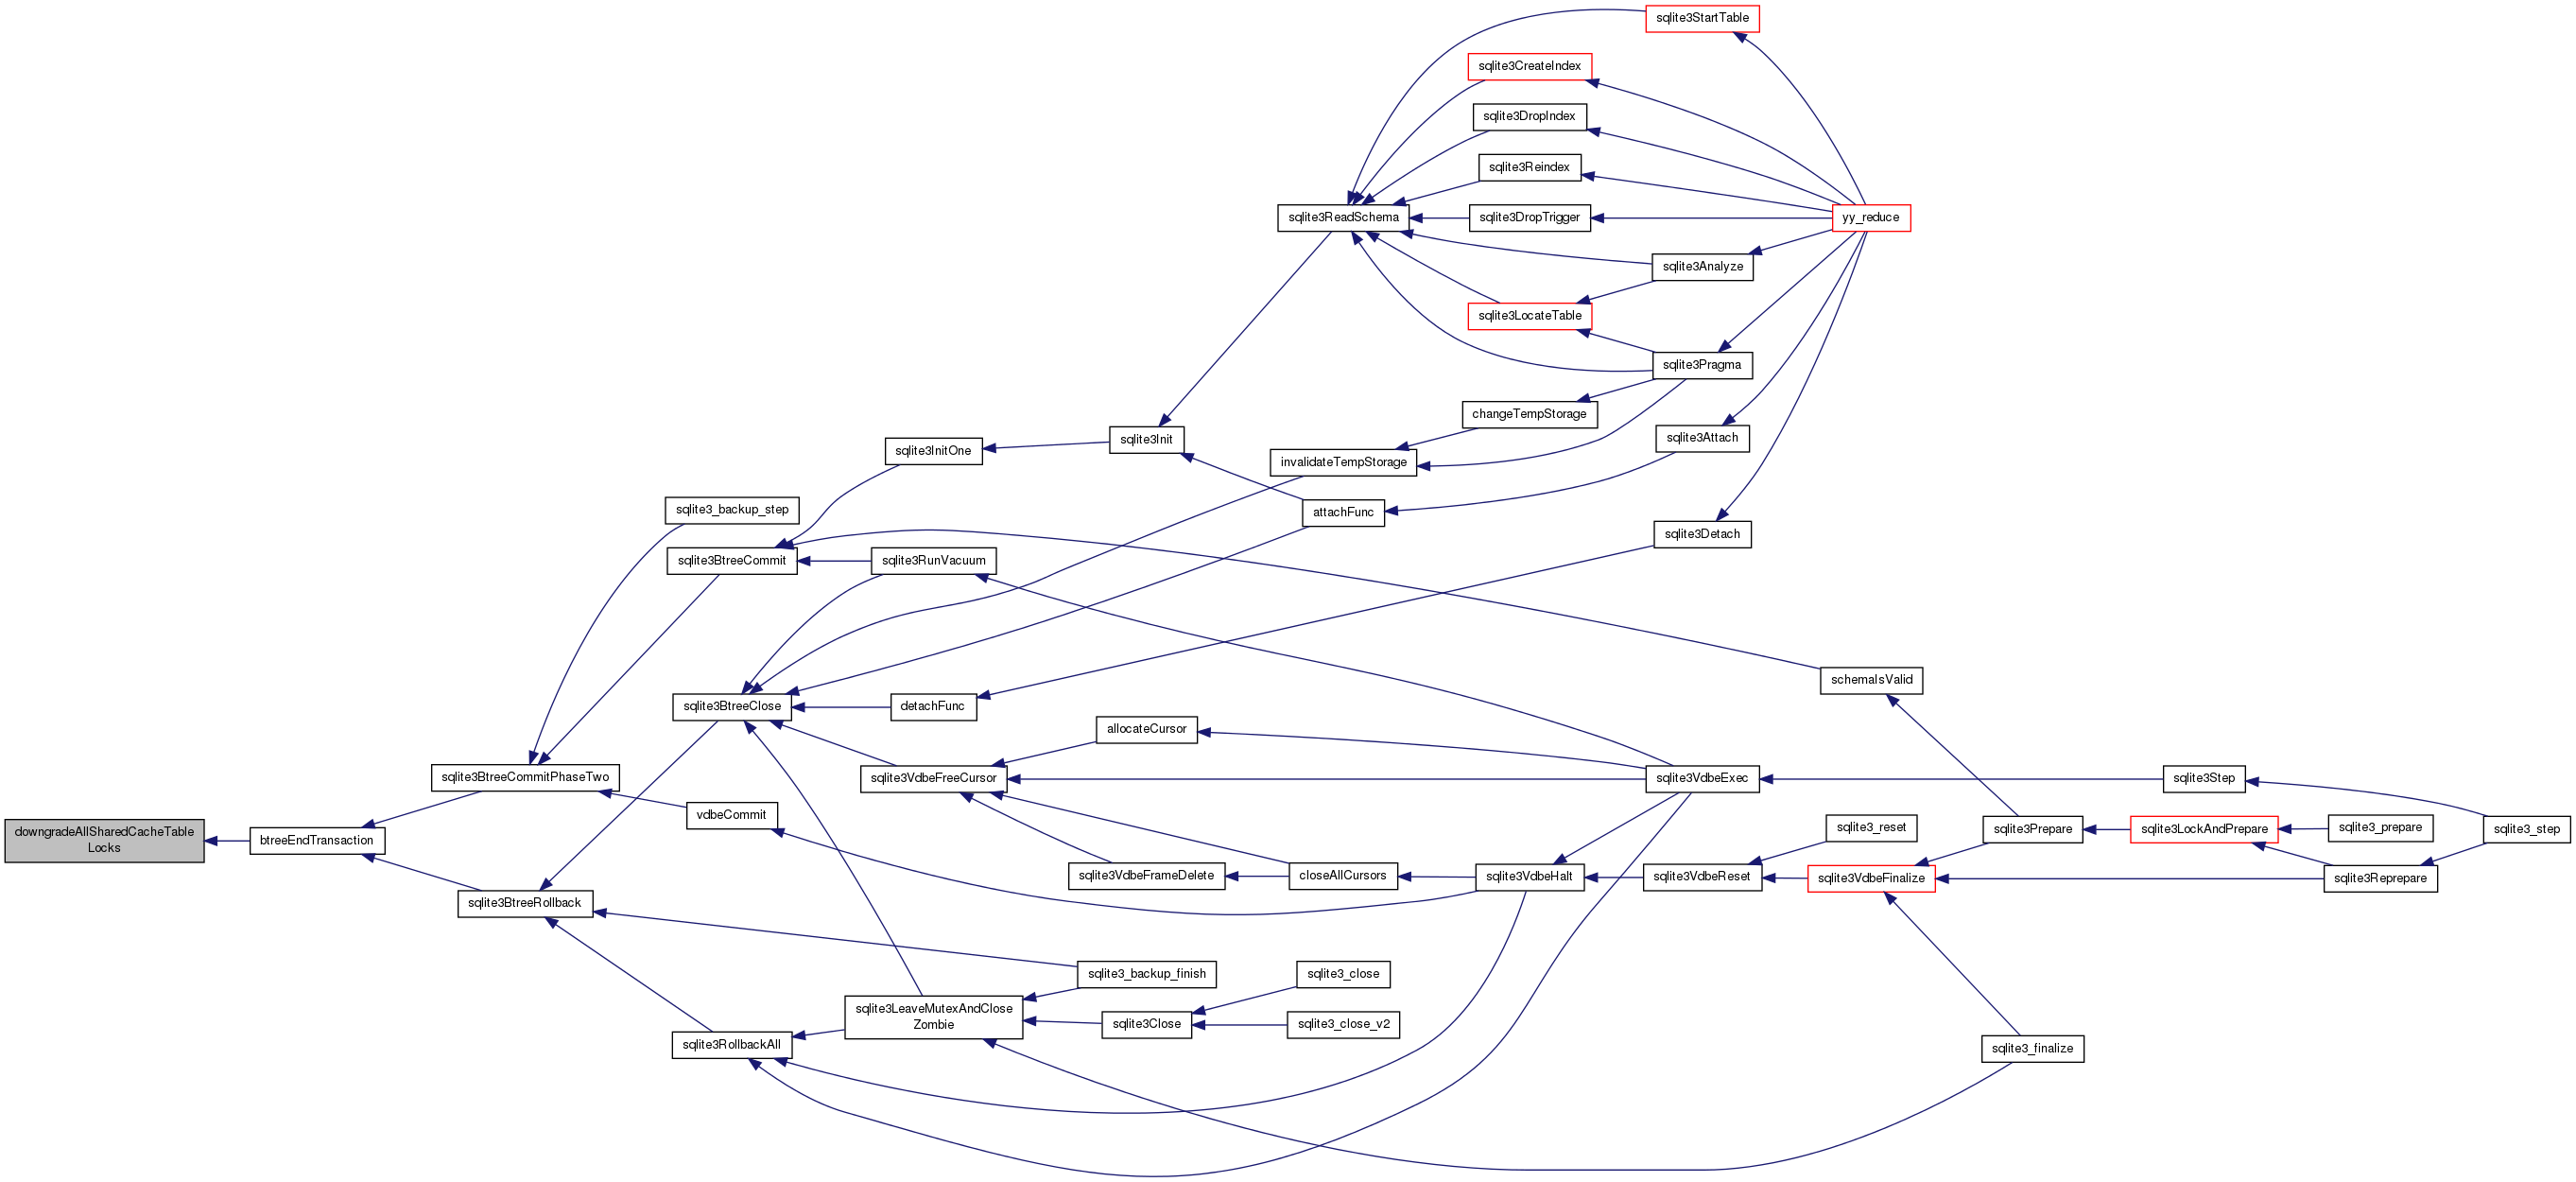 sqlite3StartTable
sqlite3CreateIndex
sqlite3DropIndex
sqlite3Reindex
sqlite3ReadSchema
sqlite3DropTrigger
yy_reduce
sqlite3Analyze
sqlite3LocateTable
sqlite3Pragma
changeTempStorage
sqlite3Attach
sqlite3Init
sqlite3InitOne
invalidateTempStorage
sqlite3_backup_step
attachFunc
sqlite3Detach
sqlite3BtreeCommit
sqlite3RunVacuum
schemaIsValid
sqlite3BtreeClose
detachFunc
allocateCursor
sqlite3BtreeCommitPhaseTwo
sqlite3VdbeFreeCursor
sqlite3VdbeExec
sqlite3Step
vdbeCommit
downgradeAllSharedCacheTable
Locks
btreeEndTransaction
sqlite3_reset
sqlite3Prepare
sqlite3LockAndPrepare
sqlite3_prepare
sqlite3_step
sqlite3VdbeFrameDelete
closeAllCursors
sqlite3VdbeHalt
sqlite3VdbeReset
sqlite3VdbeFinalize
sqlite3Reprepare
sqlite3BtreeRollback
sqlite3_backup_finish
sqlite3_close
sqlite3LeaveMutexAndClose
Zombie
sqlite3Close
sqlite3_close_v2
sqlite3RollbackAll
sqlite3_finalize